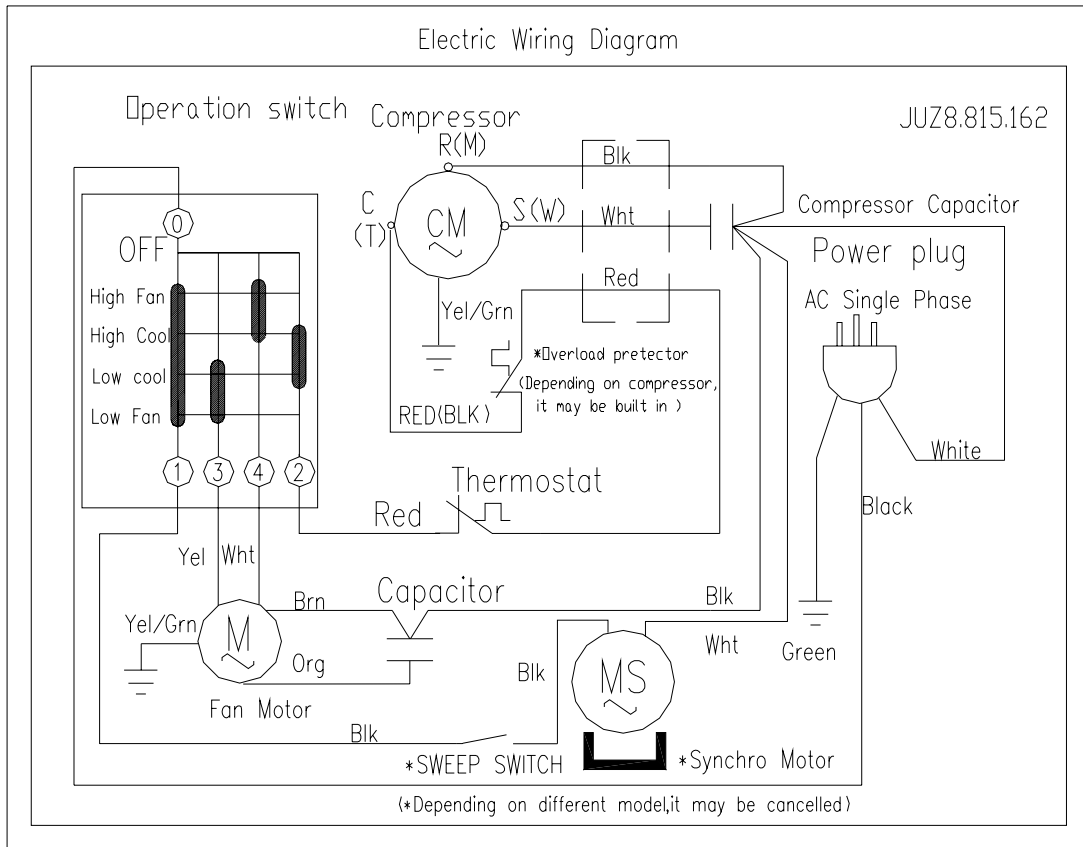 Electric Wiring Diagram
Operation switch
Compressor
JUZ8.815.162
R(M)
Blk
C
(T)
CM
S(W)
Wht
Compressor Capacitor
0
OFF
Power plug
High Fan
Red
AC Single Phase
Yel/Grn
High Cool
*Overload pretector
Low cool
(Depending on compressor,
it may be built in )
Low Fan
RED(BLK)
White
1
3
4
2
Thermostat
Black
Red
Yel
Wht
Capacitor
Brn
Blk
Yel/Grn
M
Wht
Green
Org
Blk
MS
Fan Motor
Blk
*SWEEP SWITCH
*Synchro Motor
(*Depending on different model,it may be cancelled)